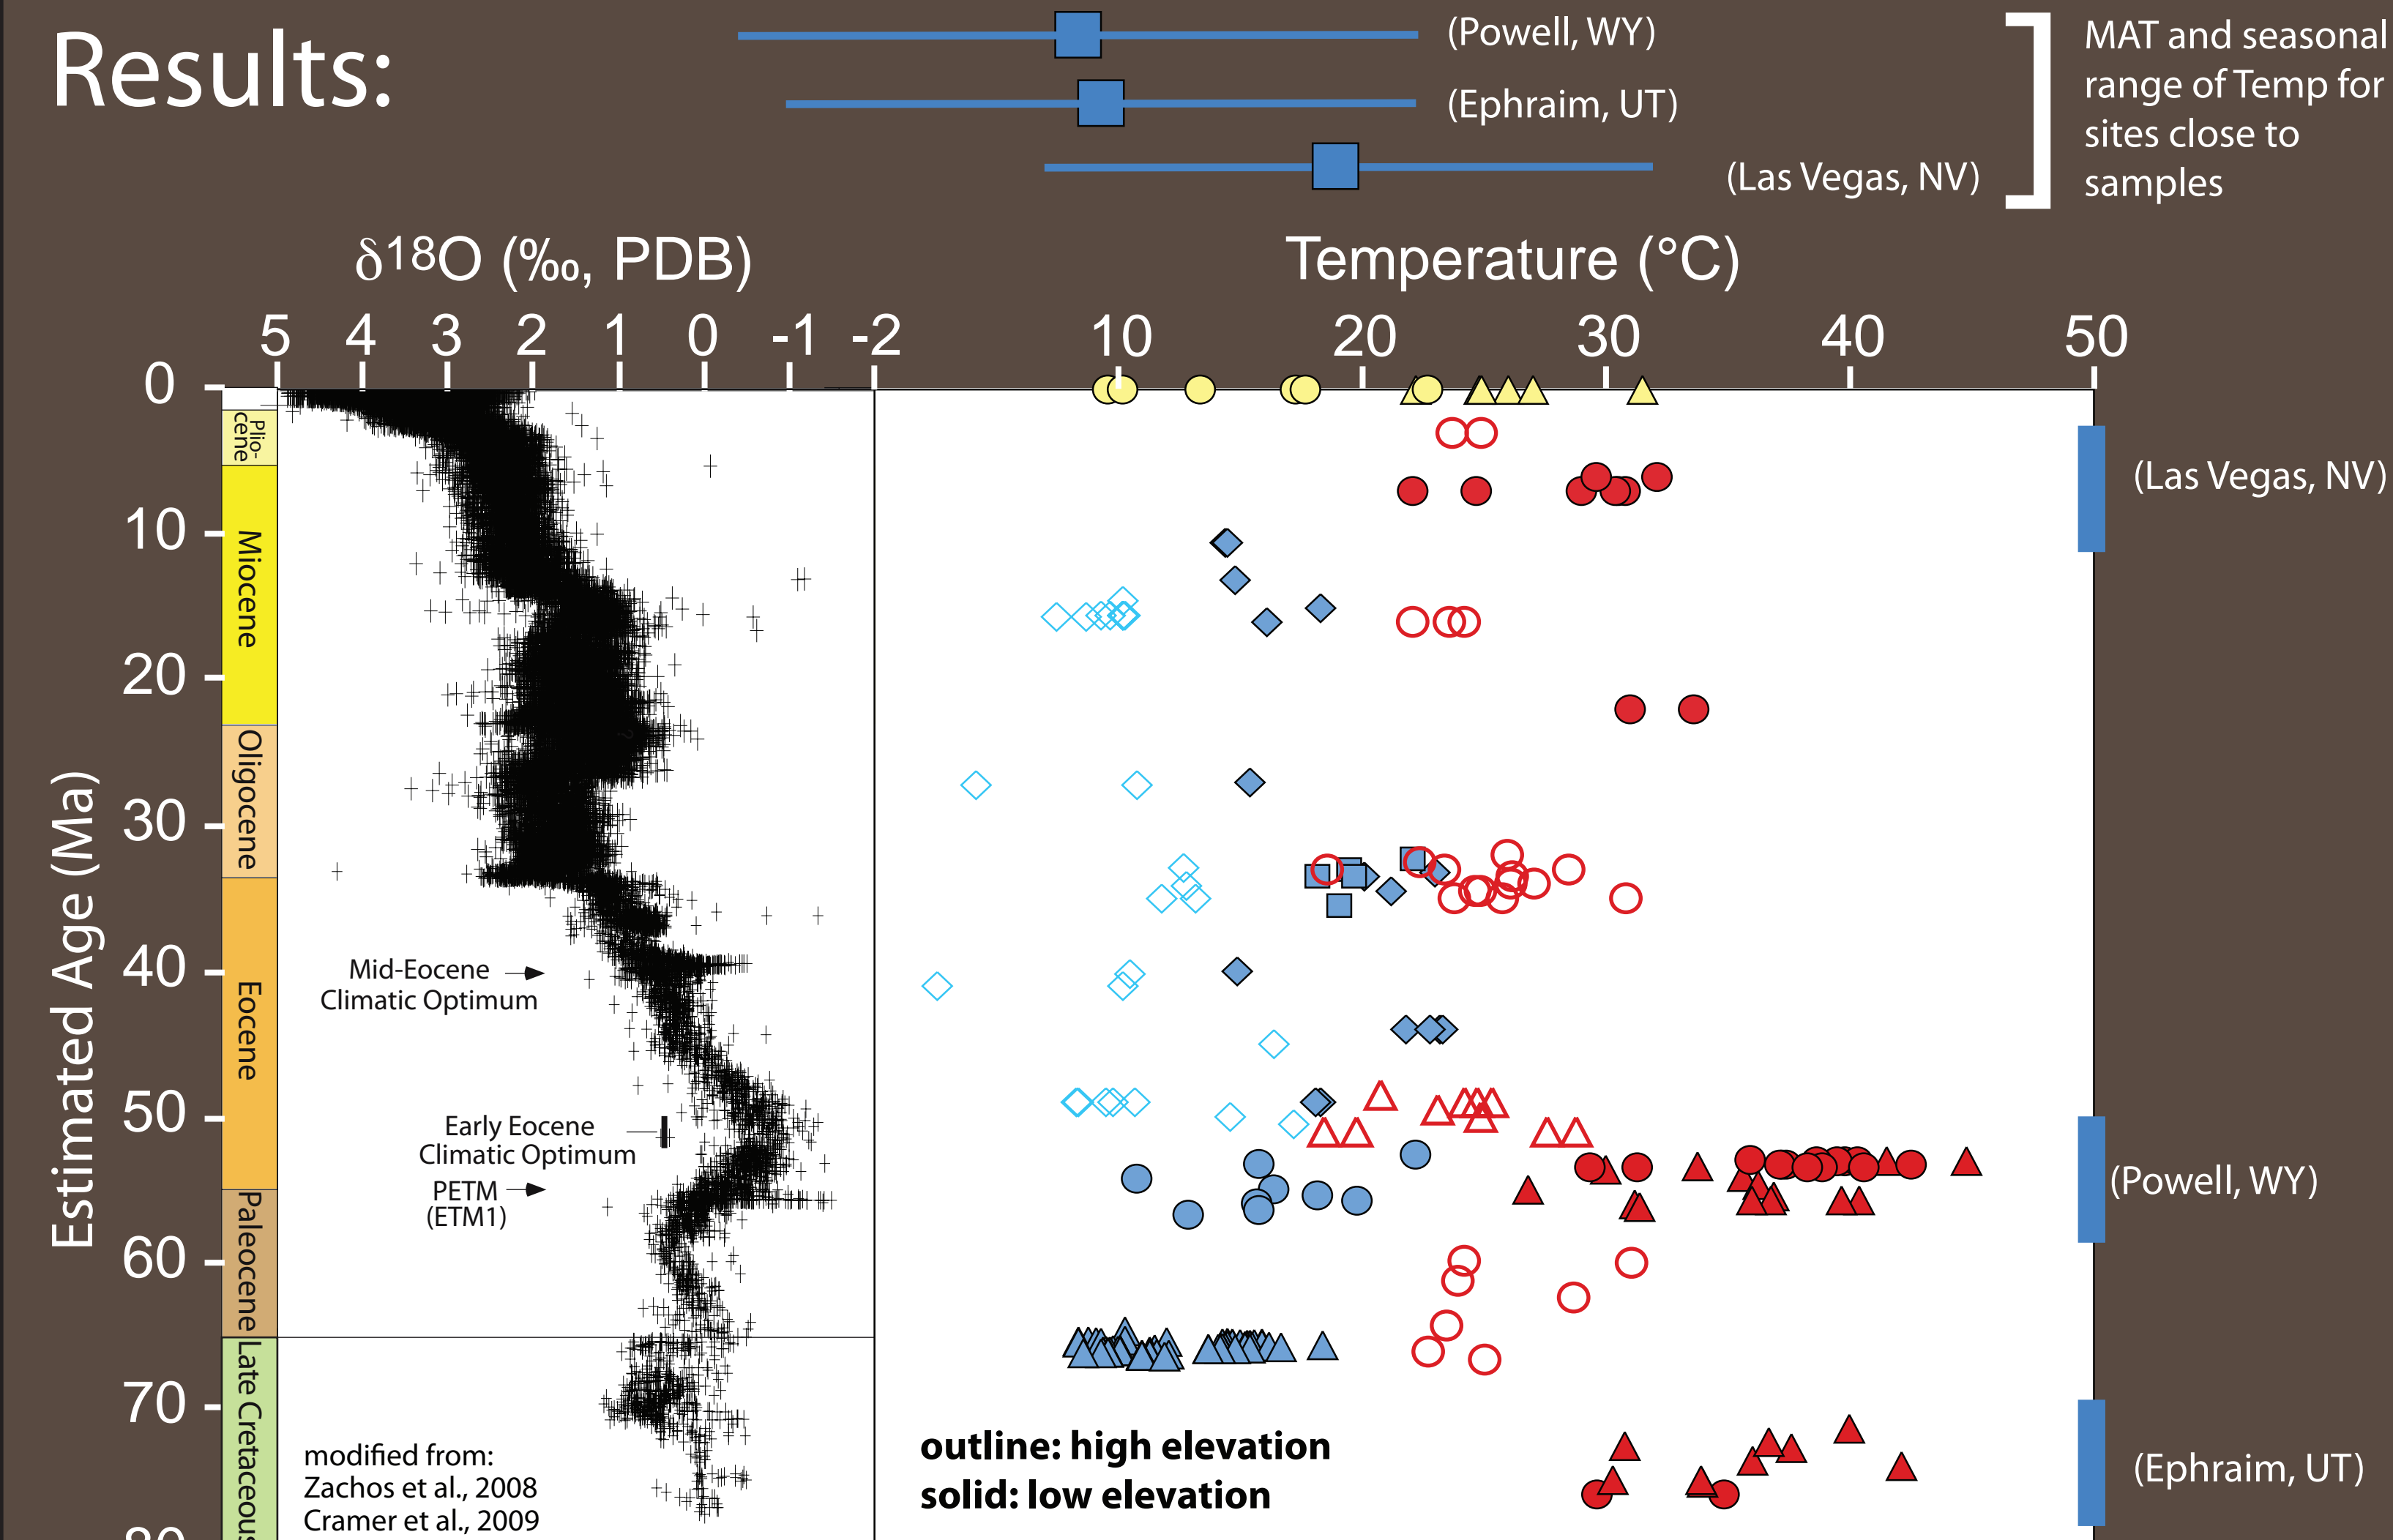 Results:
(Powell, WY)
(Ephraim, UT)
(Las Vegas, NV)
MAT and seasonal
range of Temp for
sites close to
samples
δ18O (‰, PDB)
Temperature (°C)
5 4 3 2 1 0 -1 -2
10 20 30 40 50
Estimated Age (Ma)
0
10
20
30
40
50
60
70
80
Plio-
cene
Miocene
Oligocene
Eocene
Paleocene
Late Cretaceous
?
Mid-Eocene
Climatic Optimum
Early Eocene
Climatic Optimum
PETM
(ETM1)
modified from:
Zachos et al., 2008
Cramer et al., 2009
outline: high elevation
solid: low elevation
(Las Vegas, NV)
(Powell, WY)
(Ephraim, UT)